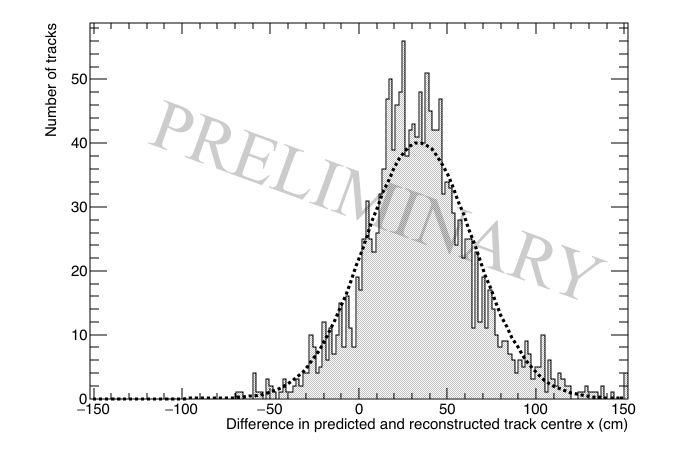 Number of tracks
50
40
30
20
10
0
PRELIMINARY
−150 −100 −50 0 50 100 150
Difference in predicted and reconstructed track centre x (cm)